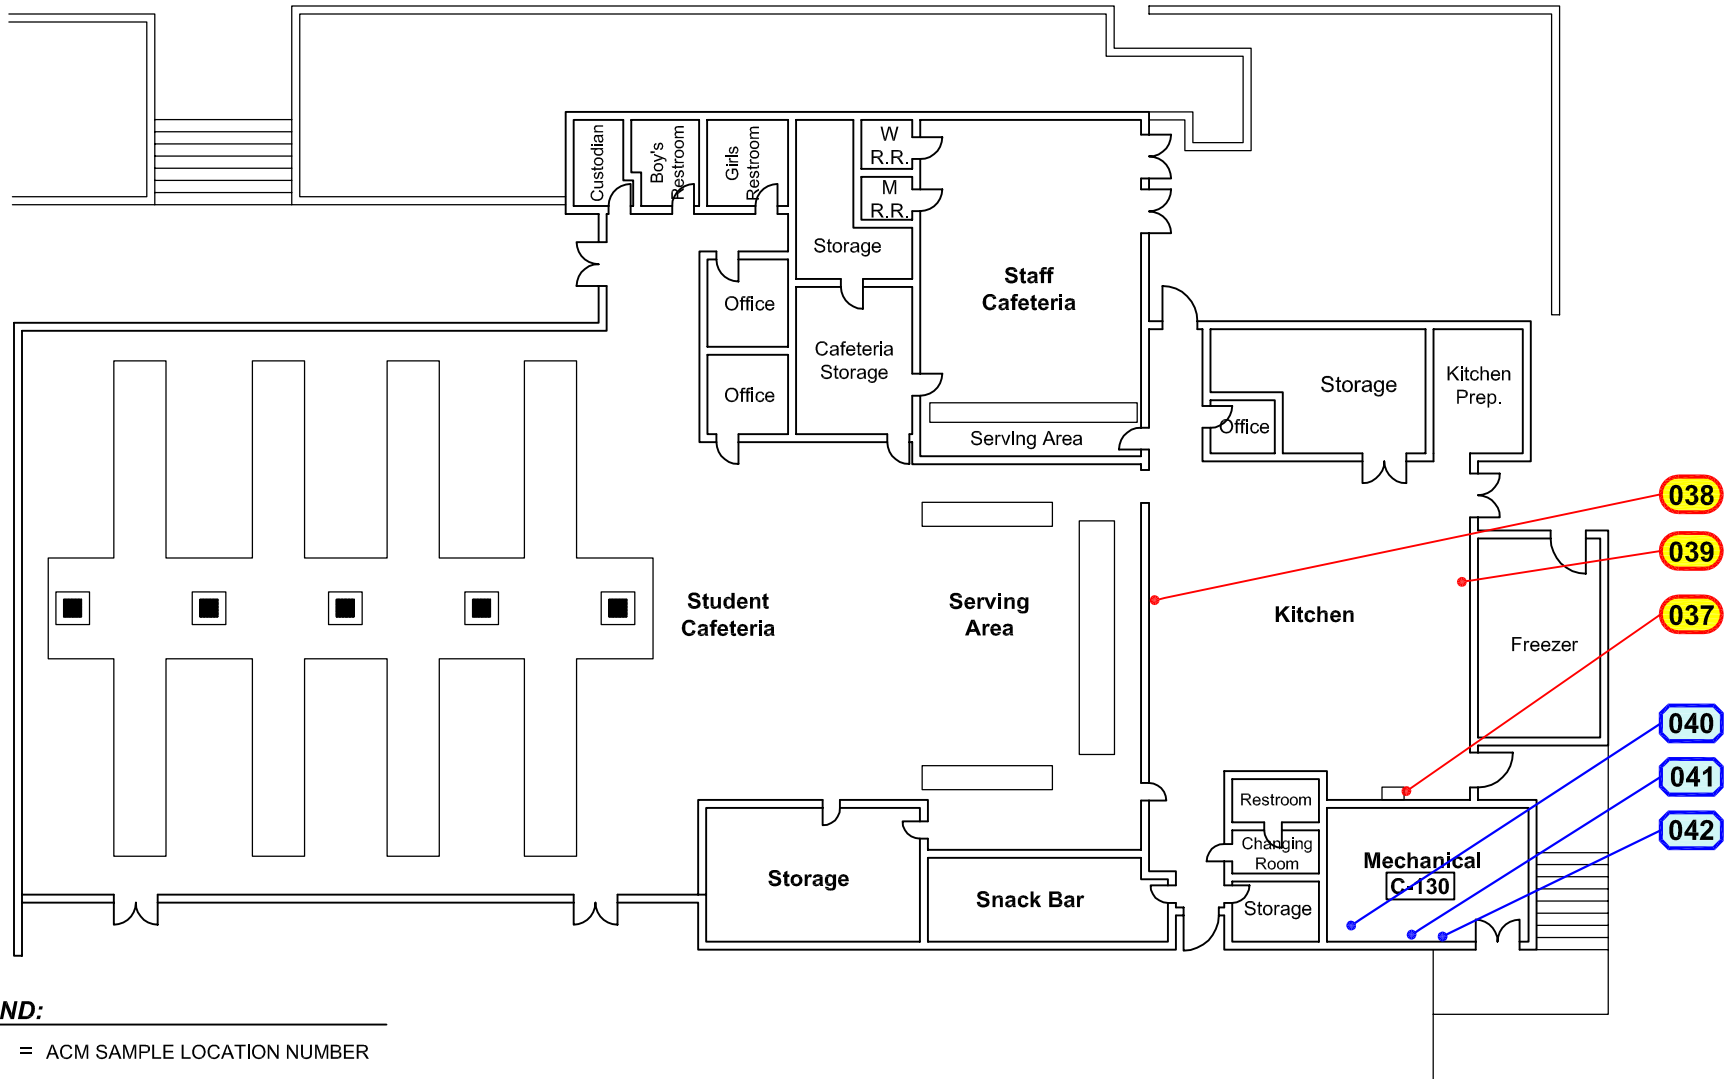 Custodian
Boy's
Restroom
Girls
Restroom
W
R.R.
M
R.R.
Storage
Staff
Cafeteria
Office
Cafeteria
Storage
Office
Serving Area
Storage
Kitchen
Prep.
Office
038
039
037
Student
Cafeteria
Serving
Area
Kitchen
Freezer
040
041
042
Restroom
Changing
Room
Storage
Mechanical
C-130
Storage
Snack Bar
ND:
= ACM SAMPLE LOCATION NUMBER